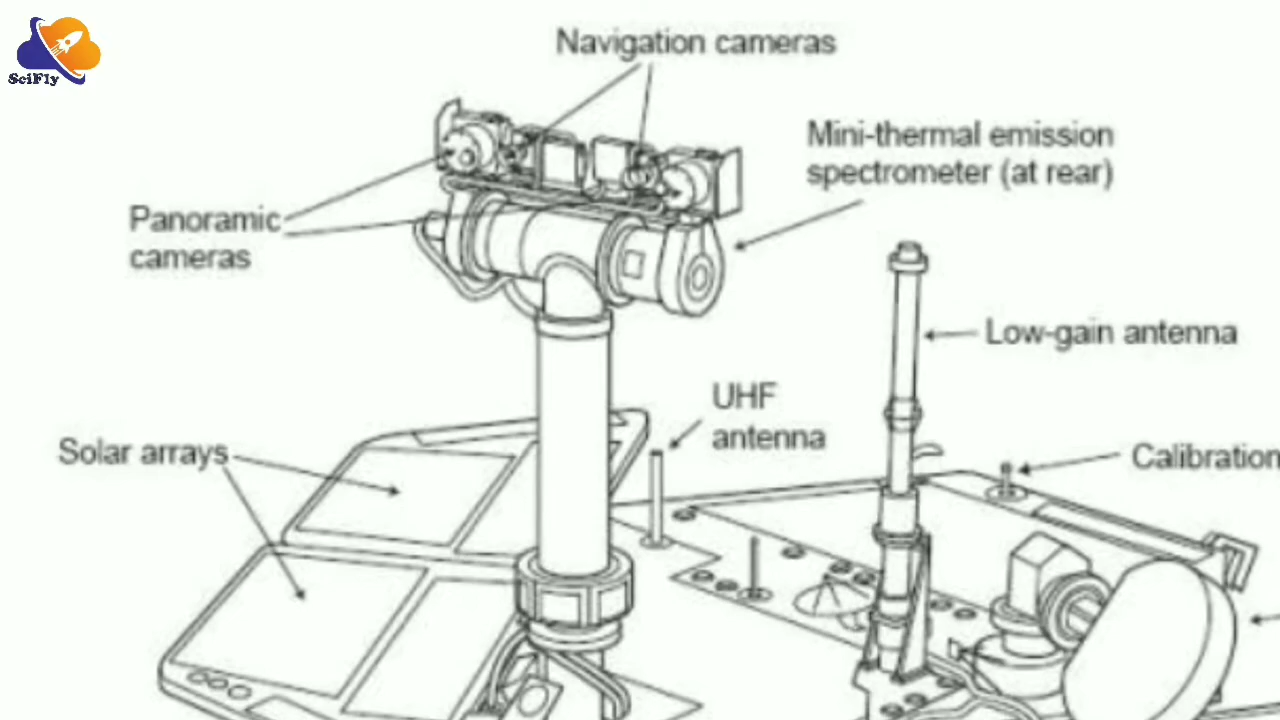 SciFly
Navigation cameras
Mini-thermal emission
spectrometer (at rear)
Panoramic
cameras
Low-gain antenna
UHF
antenna
Solar arrays
Calibration